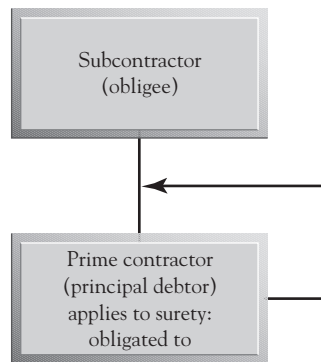 Subcontractor
(obligee)
Prime contractor
(principal debtor)
applies to surety:
obligated to